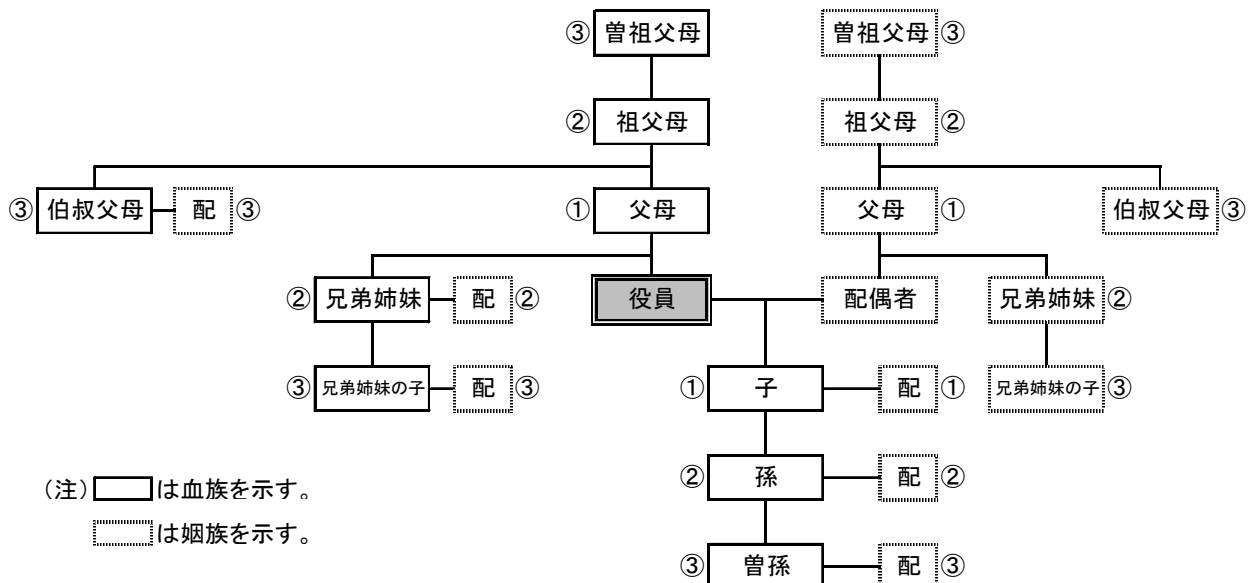 ③ 曽祖父母 曽祖父母 ③
② 祖父母 祖父母 ②
③ 伯叔父母 配 ③ ① 父母 父母 ① 伯叔父母 ③
② 兄弟姉妹 配 ② 役員 配偶者 兄弟姉妹 ②
③ 兄弟姉妹の子 配 ③ ① 子 配 ① 兄弟姉妹の子 ③
② 孫 配 ②
(注) は血族を示す。
は姻族を示す。
③ 曽孫 配 ③